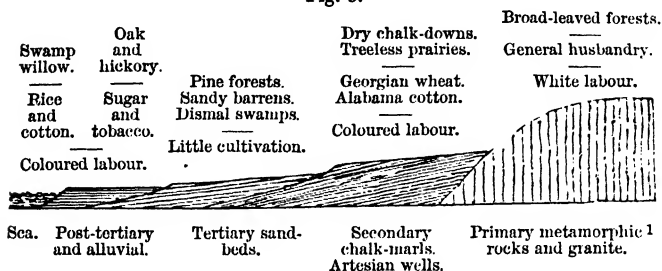 Fig. 3.
Swamp
willow.
Rice
and
cotton.
Oak
and
hickory.
Sugar
and
tobacco.
Coloured labour.
Pine forests.
Sandy barrens.
Dismal swamps.
Little cultivation.
Dry chalk-downs.
Treeless prairies.
Georgian wheat.
Alabama cotton.
Coloured labour.
Broad-leaved forests.
General husbandry.
White labour.
Sea.
Post-tertiary
and alluvial.
Tertiary sand-
beds.
Secondary
chalk-marls.
Artesian wells.
Primary metamorphic 1
rocks and granite.